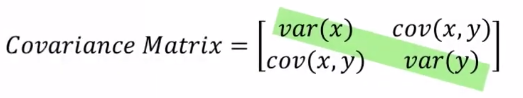 Covariance Matrix = [var(x) cov(x,y)
cov(x,y) var(y)]